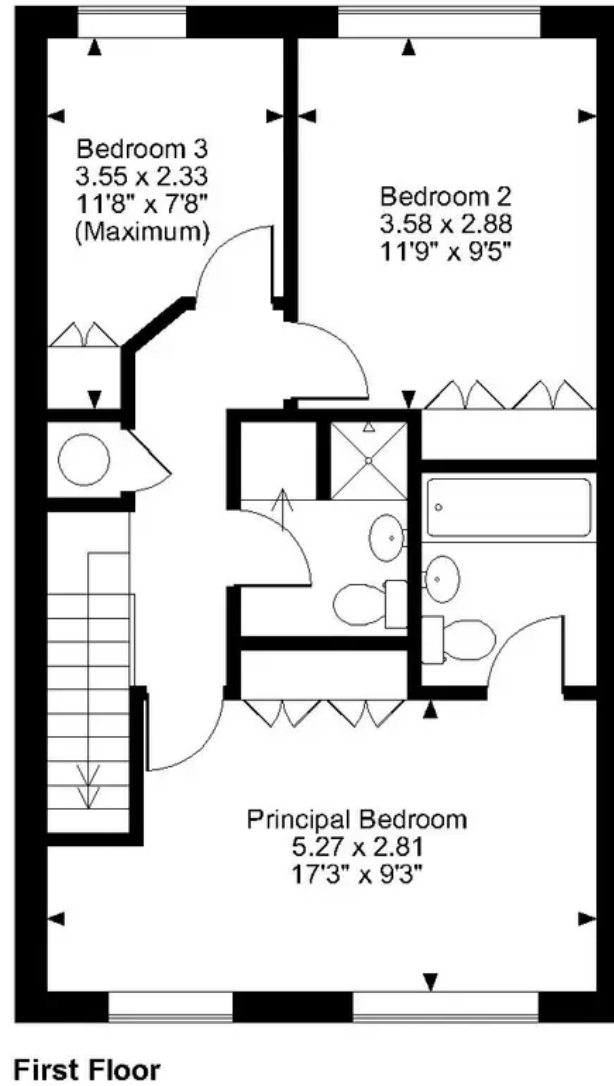 Bedroom 3
3.55 x 2.33
11'8" x 7'8"
(Maximum)
Bedroom 2
3.58 x 2.88
11'9" x 9'5"
Principal Bedroom
5.27 x 2.81
17'3" x 9'3"
First Floor